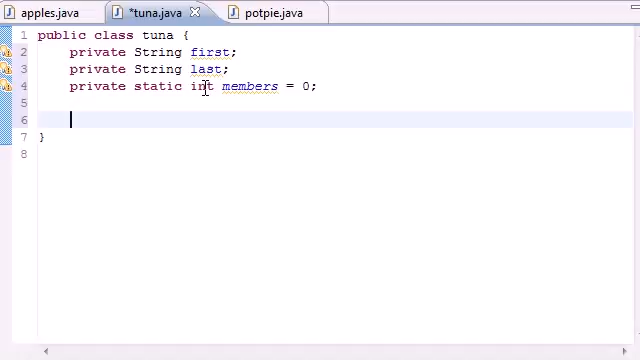 apples.java *tuna.java potpie.java
1 public class tuna {
2 private String first;
3 private String last;
4 private static int members = 0;
5
6
7 }
8